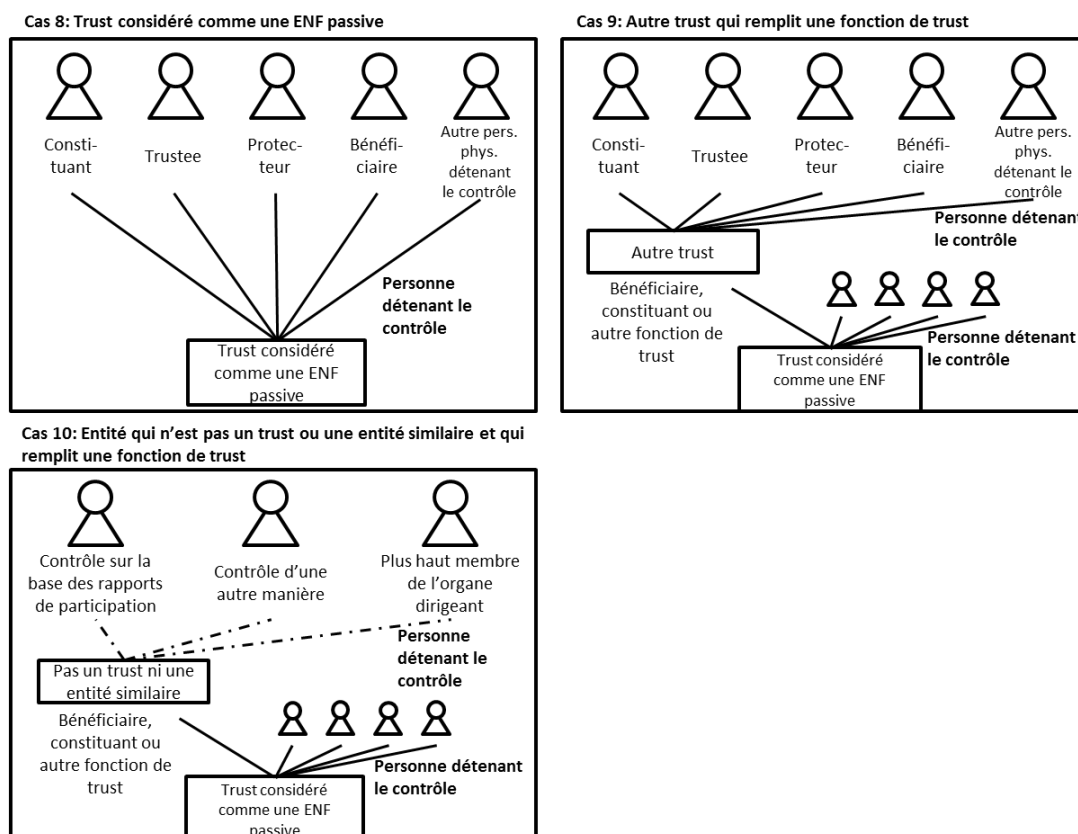 Cas 8: Trust considéré comme une ENF passive
Consti-
tuant
Trustee
Protec-
teur
Bénéfi-
ciaire
Autre pers.
phys.
détenant
le contrôle
Personne
détenant le
contrôle
Trust considéré
comme une ENF
passive
Cas 9: Autre trust qui remplit une fonction de trust
Consti-
tuant
Trustee
Protec-
teur
Bénéfi-
ciaire
Autre pers.
phys.
détenant le
contrôle
Personne détenant
le contrôle
Autre trust
Bénéficiaire,
constituant ou
autre fonction de
trust
Personne détenant
le contrôle
Trust considéré
comme une ENF
passive
Cas 10: Entité qui n'est pas un trust ou une entité similaire et qui
remplit une fonction de trust
Contrôle sur la
base des rapports
de participation
Contrôle d'une
autre manière
Plus haut membre
de l'organe
dirigeant
Personne
détenant le
contrôle
Pas un trust ni une
entité similaire
Bénéficiaire,
constituant ou
autre fonction de
trust
Personne détenant
le contrôle
Trust considéré
comme une ENF
passive